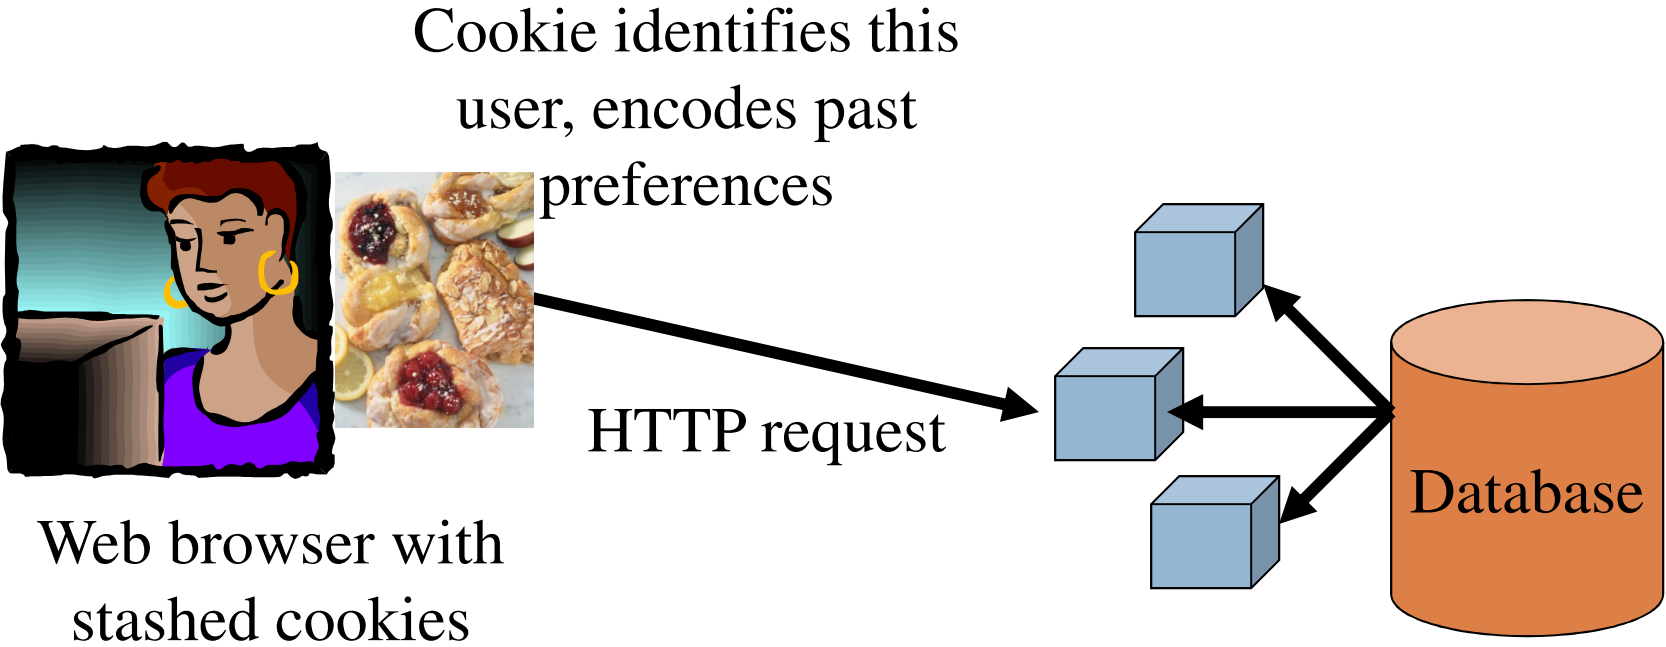 Cookie identifies this
user, encodes past
preferences
HTTP request
Database
Web browser with
stashed cookies